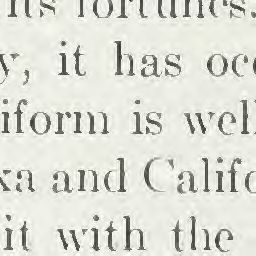 its fortunes.
y, it has occ
iform is well
ka and Califo
it with the